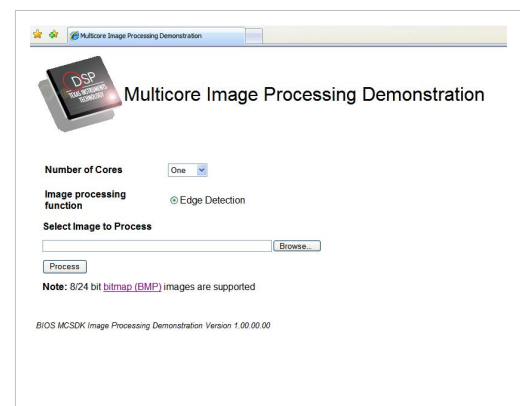 Multicore Image Processing Demonstration
DSP
TEXAS INSTRUMENTS
TECHNOLOGY
Multicore Image Processing Demonstration
Number of Cores
One
Image processing
function
Edge Detection
Select Image to Process
Browse...
Process
Note: 8/24 bit bitmap (BMP) images are supported
BIOS MCSDK Image Processing Demonstration Version 1.00.00.00